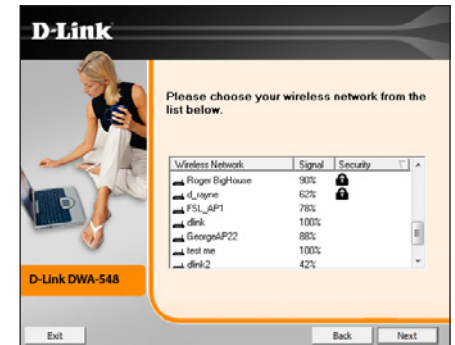 D-Link
Please choose your wireless network from the
list below.
Wireless Network Signal Security
Roger BigHouse 90%
d_rayne 62%
FSL_AP1 78%
dlink 100%
GeorgeAP22 88%
test me 100%
dlink2 42%
D-Link DWA-548
Exit Back Next